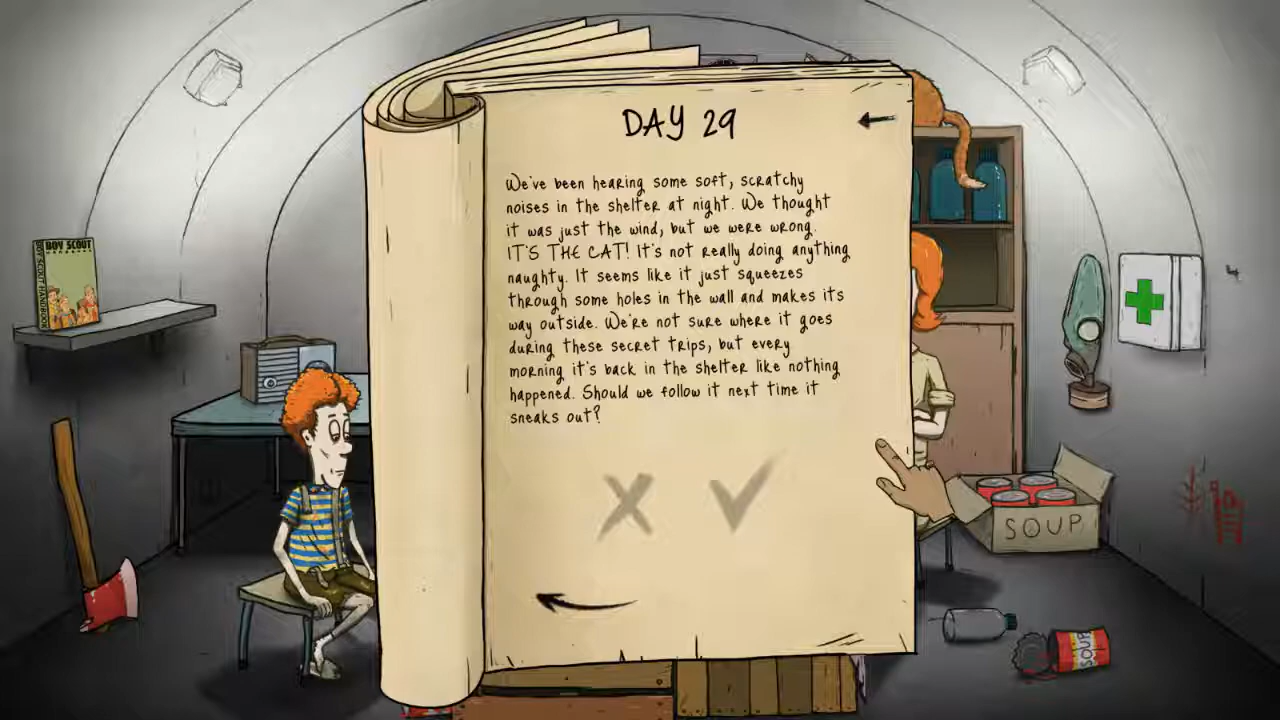 DAY 29
We've been hearing some soft, scratchy
noises in the shelter at night. We thought
it was just the wind, but we were wrong.
IT'S THE CAT! It's not really doing anything
naughty. It seems like it just squeezes
through some holes in the wall and makes its
way outside. We're not sure where it goes
during these secret trips, but every
morning it's back in the shelter like nothing
happened. Should we follow it next time it
sneaks out?
BOY SCOUT
BOY SCOUT HANDBOOK
SOUP
SOUP